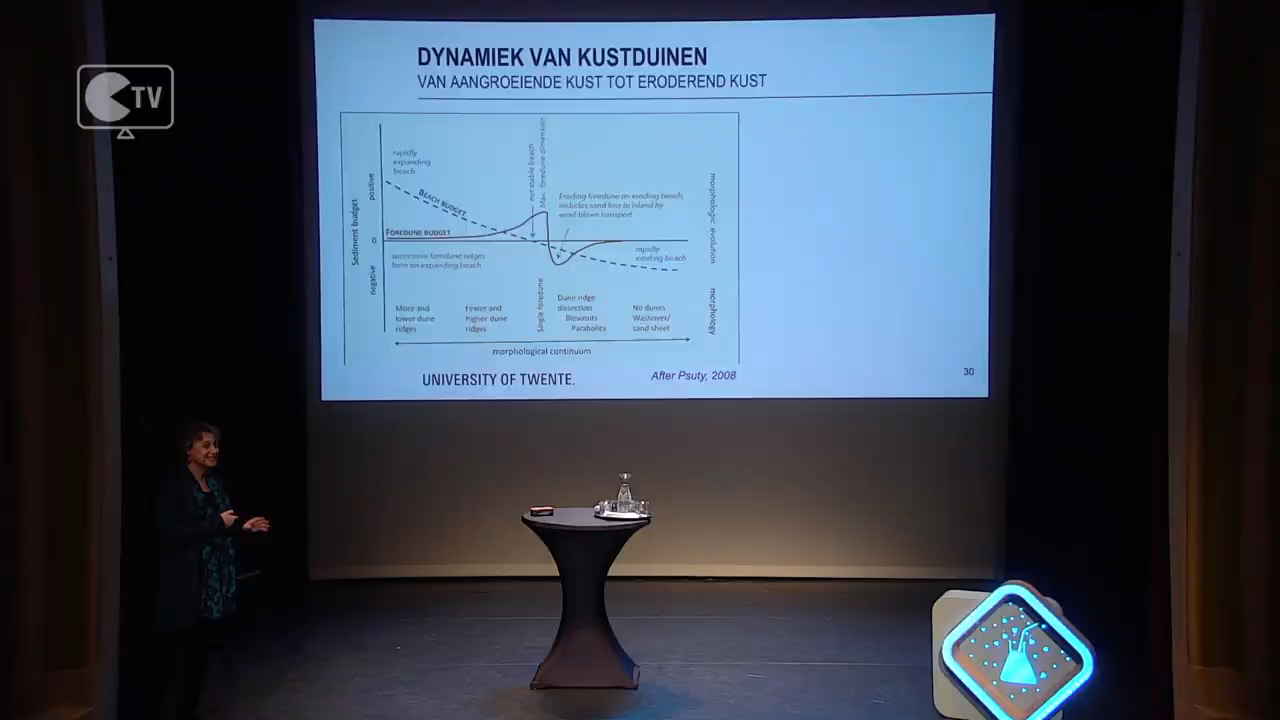 TV
DYNAMIEK VAN KUSTDUINEN
VAN AANGROEIENDE KUST TOT ERODEREND KUST
rapidly
expanding
beach
BEACH BUDGET
FOREDUNE BUDGET
successive foredune ridges
form on expanding beach
Sediment budget
positive
0
negative
stable beach
Max. foredune dimension
Eroding foredune on eroding beach,
includes sand loss to inland by
wind-blown transport
rapidly
eroding beach
morphologic evolution
More and
lower dune
ridges
Fewer and
higher dune
ridges
Single foredune
Dune ridge
dissection
Blowouts
Parabolics
No dunes
Washover/
sand sheet
morphology
morphological continuum
UNIVERSITY OF TWENTE.
After Psuty, 2008
30